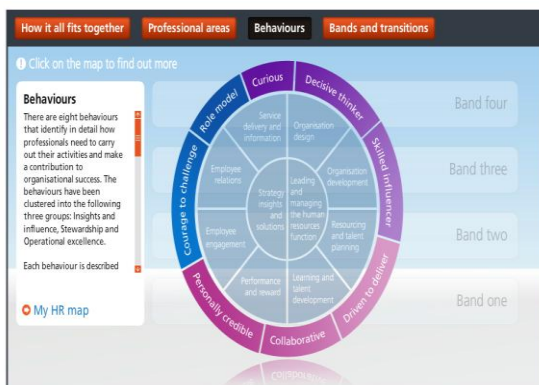 How it all fits together
Professional areas
Behaviours
Bands and transitions
Click on the map to find out more
Behaviours
There are eight behaviours
that identify in detail how
professionals need to carry
out their activities and make
a contribution to
organisational success. The
behaviours have been
clustered into the following
three groups: Insights and
influence, Stewardship and
Operational excellence.
Each behaviour is described
My HR map
Curious
Decisive thinker
Skilled influencer
Driven to deliver
Collaborative
Personally credible
Courage to challenge
Role model
Service
delivery and
information
Organisation
design
Organisation
development
Resourcing
and talent
planning
Learning and
talent
development
Performance
and reward
Employee
engagement
Employee
relations
Strategy
insights
and
solutions
Leading
and
managing
the human
resources
function
Band four
Band three
Band two
Band one
Collaborative